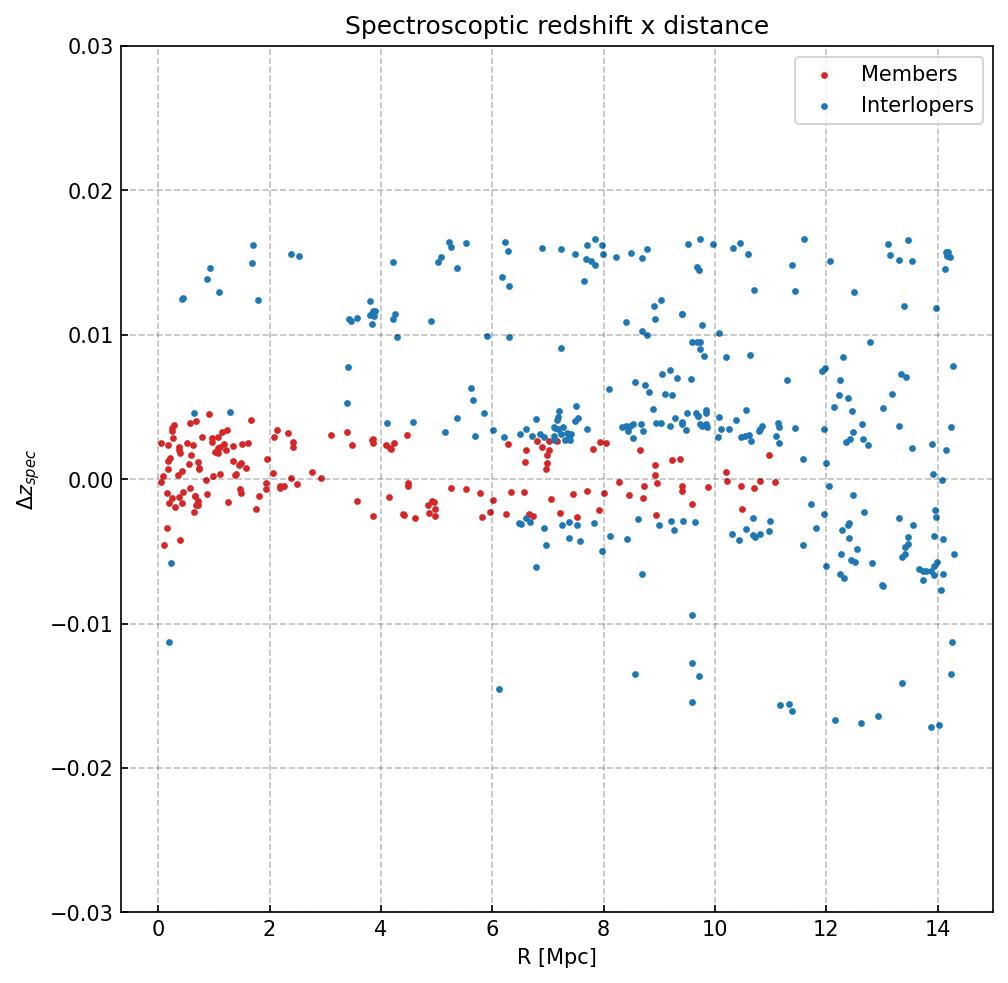 Spectroscoptic redshift x distance
Members
Interlopers
0.03
0.02
0.01
0.00
−0.01
−0.02
−0.03
Δz_spec
0 2 4 6 8 10 12 14
R [Mpc]